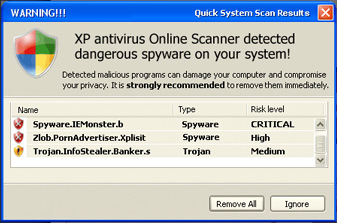 WARNING!!! Quick System Scan Results
XP antivirus Online Scanner detected
dangerous spyware on your system!
Detected malicious programs can damage your computer and compromise
your privacy. It is strongly recommended to remove them immediately.
Name Type Risk level
Spyware.IEMonster.b Spyware CRITICAL
Zlob.PornAdvertiser.Xplisit Spyware High
Trojan.InfoStealer.Banker.s Trojan Medium
Remove All Ignore